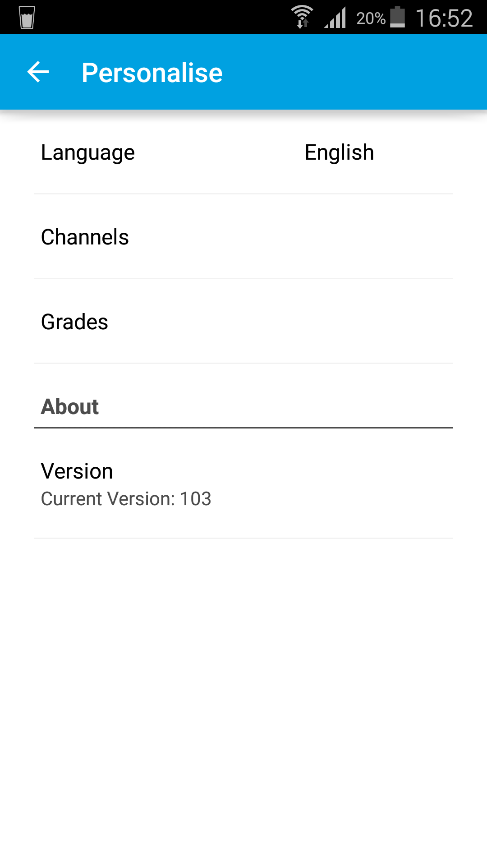 20% 16:52
Personalise
Language English
Channels
Grades
About
Version
Current Version: 103